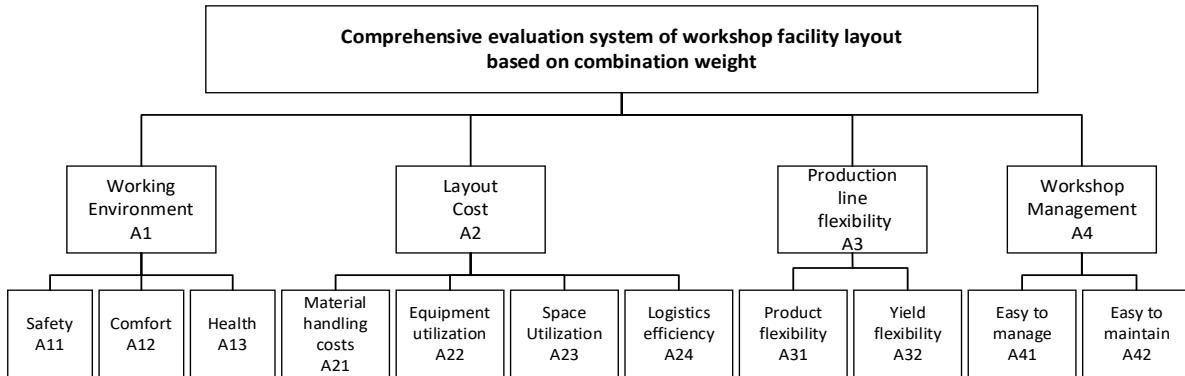 Comprehensive evaluation system of workshop facility layout
based on combination weight
Working
Environment
A1
Layout
Cost
A2
Production
line
flexibility
A3
Workshop
Management
A4
Safety
A11
Comfort
A12
Health
A13
Material
handling
costs
A21
Equipment
utilization
A22
Space
Utilization
A23
Logistics
efficiency
A24
Product
flexibility
A31
Yield
flexibility
A32
Easy to
manage
A41
Easy to
maintain
A42